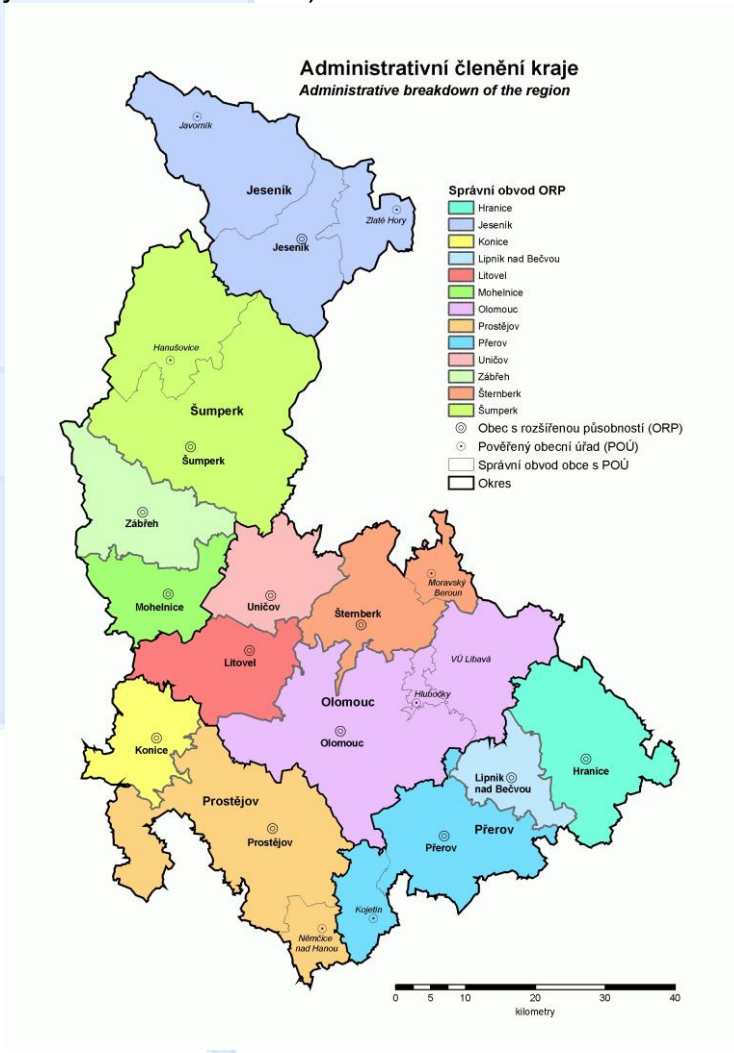 Administrativní členění kraje
Administrative breakdown of the region
Javorník
Jeseník
Zlaté Hory
Jeseník
Správní obvod ORP
Hranice
Jeseník
Konice
Lipník nad Bečvou
Litovel
Mohelnice
Olomouc
Prostějov
Přerov
Uničov
Zábřeh
Šternberk
Šumperk
Obec s rozšířenou působností (ORP)
Pověřený obecní úřad (POÚ)
Správní obvod obce s POÚ
Okres
Hanušovice
Šumperk
Šumperk
Zábřeh
Mohelnice
Uničov
Šternberk
Moravský
Beroun
Litovel
VÚ Libavá
Olomouc
Hlubočky
Olomouc
Konice
Lipník
nad Bečvou
Hranice
Prostějov
Prostějov
Přerov
Přerov
Kojetín
Němčice
nad Hanou
0 5 10 20 30 40
kilometry